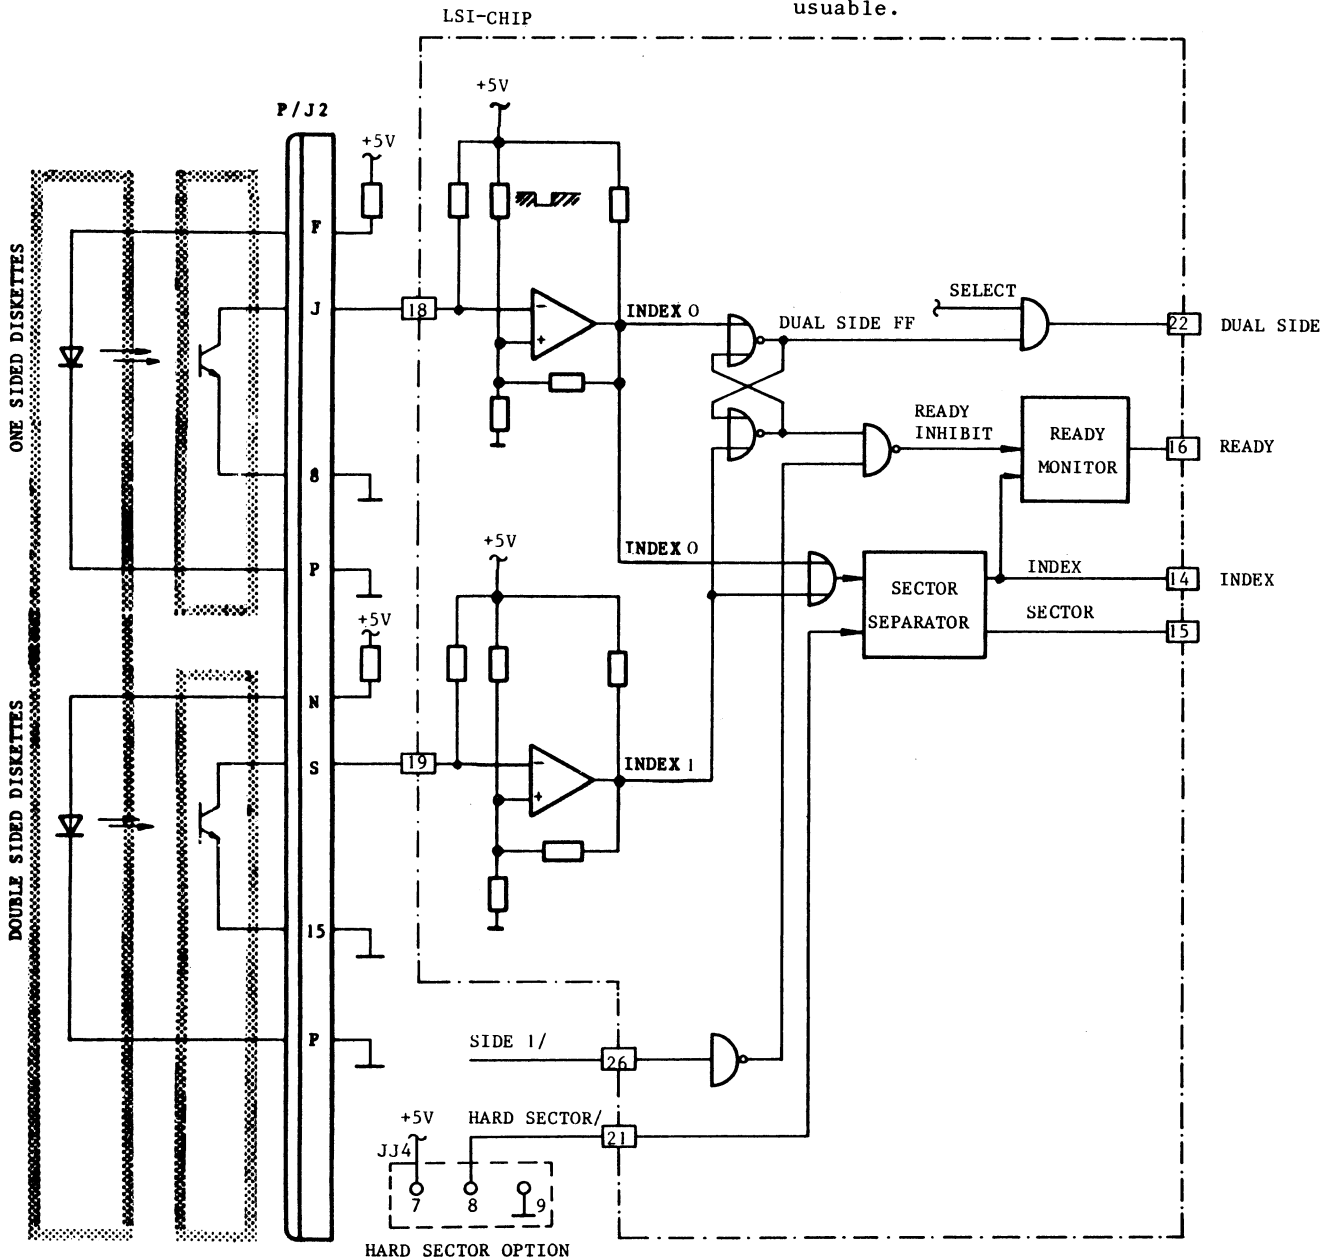 usuable.
LSI-CHIP
+5V
P/J2
+5V
F
ONE SIDED DISKETTES
J
18
-
+
INDEX 0
DUAL SIDE FF
SELECT
22
DUAL SIDE
READY
INHIBIT
READY
MONITOR
16
READY
8
P
+5V
INDEX 0
SECTOR
SEPARATOR
INDEX
14
INDEX
SECTOR
15
+5V
N
DOUBLE SIDED DISKETTES
S
19
-
+
INDEX 1
15
P
SIDE 1/
26
+5V
HARD SECTOR/
21
JJ4
7
8
9
HARD SECTOR OPTION